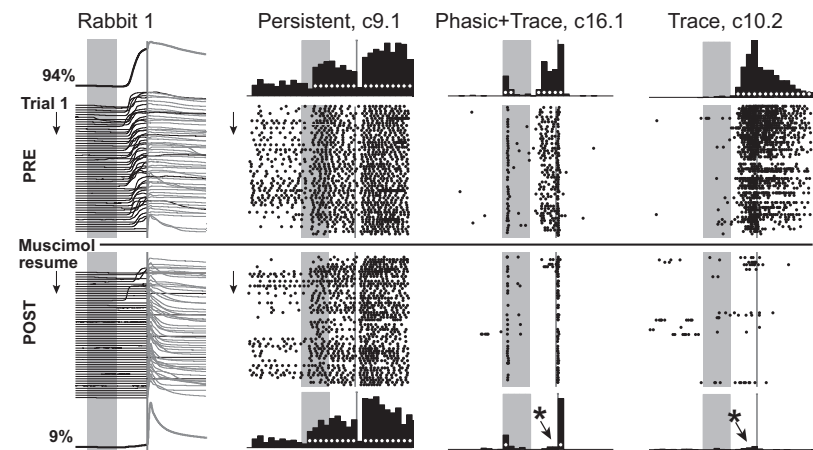 Rabbit 1
Persistent, c9.1
Phasic+Trace, c16.1
Trace, c10.2
94%
Trial 1
PRE
Muscimol
resume
POST
9%
*
*